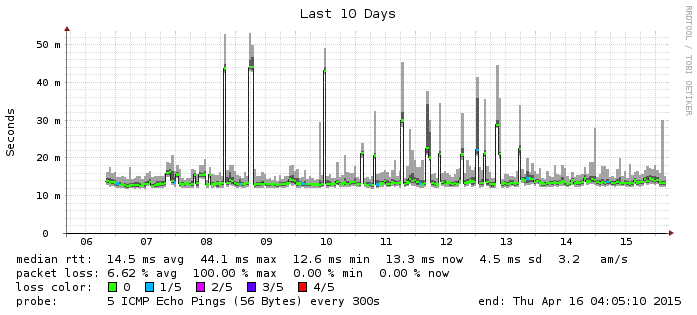 Last 10 Days
RRDTOOL / TOBI OETIKER
Seconds
50 m
40 m
30 m
20 m
10 m
0
06 07 08 09 10 11 12 13 14 15
median rtt: 14.5 ms avg 44.1 ms max 12.6 ms min 13.3 ms now 4.5 ms sd 3.2 am/s
packet loss: 6.62 % avg 100.00 % max 0.00 % min 0.00 % now
loss color: 0 1/5 2/5 3/5 4/5
probe: 5 ICMP Echo Pings (56 Bytes) every 300s end: Thu Apr 16 04:05:10 2015